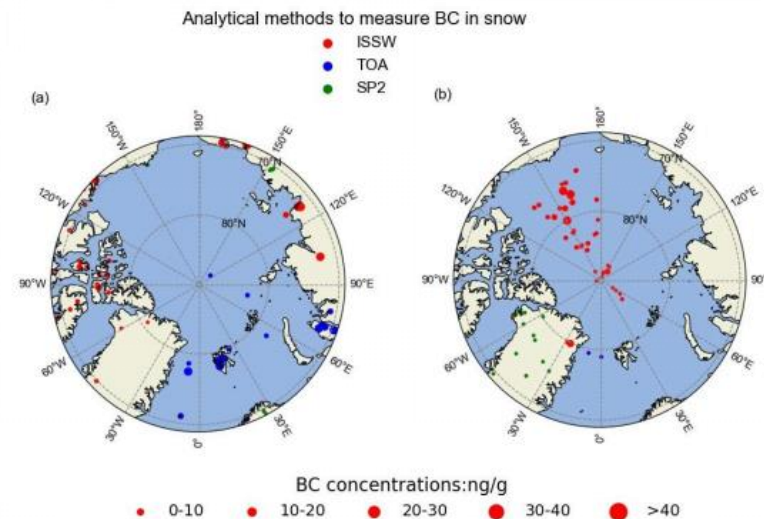 Analytical methods to measure BC in snow
ISSW
TOA
SP2
(a)
(b)
180°
150°W
150°E
70°N
120°W
120°E
80°N
90°W
90°E
60°W
60°E
30°W
30°E
0°
180°
150°W
150°E
70°N
120°W
120°E
80°N
90°W
90°
60°W
60°E
30°W
30°E
0°
BC concentrations:ng/g
0-10 10-20 20-30 30-40 >40